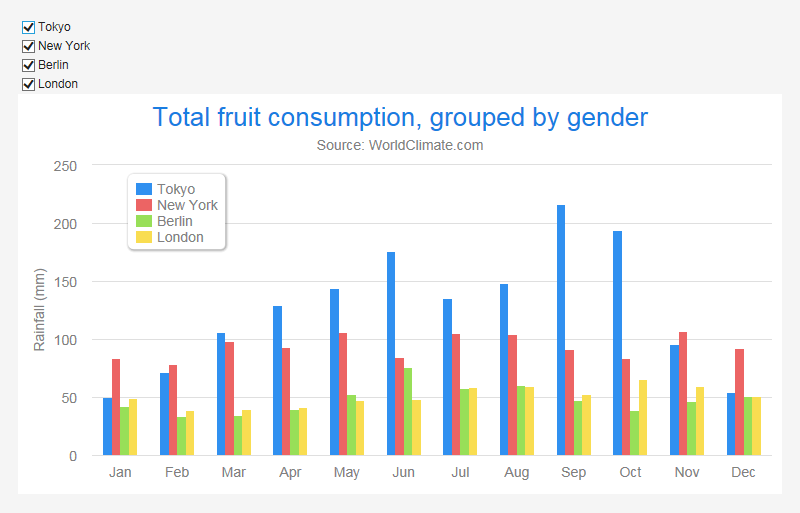 Tokyo
New York
Berlin
London
Total fruit consumption, grouped by gender
Source: WorldClimate.com
Rainfall (mm)
250
200
150
100
50
0
Tokyo
New York
Berlin
London
Jan Feb Mar Apr May Jun Jul Aug Sep Oct Nov Dec